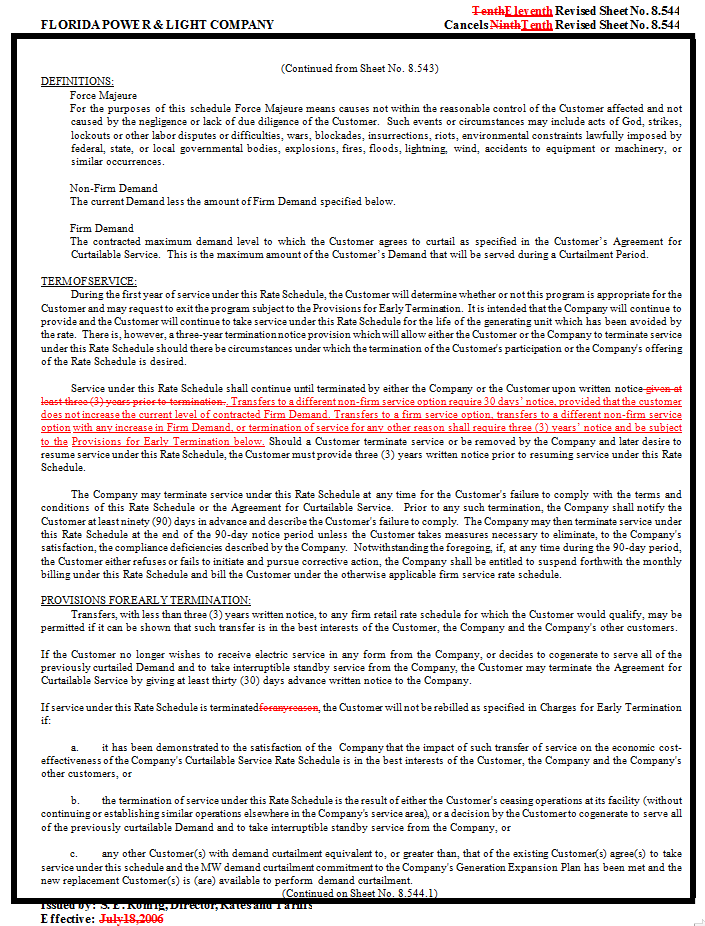 TenthEleventh Revised Sheet No. 8.544
FLORIDA POWER & LIGHT COMPANY Cancels NinthTenth Revised Sheet No. 8.544
(Continued from Sheet No. 8.543)
DEFINITIONS:
Force Majeure
For the purposes of this schedule Force Majeure means causes not within the reasonable control of the Customer affected and not
caused by the negligence or lack of due diligence of the Customer. Such events or circumstances may include acts of God, strikes,
lockouts or other labor disputes or difficulties, wars, blockades, insurrections, riots, environmental constraints lawfully imposed by
federal, state, or local governmental bodies, explosions, fires, floods, lightning, wind, accidents to equipment or machinery, or
similar occurrences.
Non-Firm Demand
The current Demand less the amount of Firm Demand specified below.
Firm Demand
The contracted maximum demand level to which the Customer agrees to curtail as specified in the Customer's Agreement for
Curtailable Service. This is the maximum amount of the Customer's Demand that will be served during a Curtailment Period.
TERM OF SERVICE:
During the first year of service under this Rate Schedule, the Customer will determine whether or not this program is appropriate for the
Customer and may request to exit the program subject to the Provisions for Early Termination. It is intended that the Company will continue to
provide and the Customer will continue to take service under this Rate Schedule for the life of the generating unit which has been avoided by
the rate. There is, however, a three-year termination notice provision which will allow either the Customer or the Company to terminate service
under this Rate Schedule should there be circumstances under which the termination of the Customer's participation or the Company's offering
of the Rate Schedule is desired.
Service under this Rate Schedule shall continue until terminated by either the Company or the Customer upon written notice given at
least three (3) years prior to termination.. Transfers to a different non-firm service option require 30 days' notice, provided that the customer
does not increase the current level of contracted Firm Demand. Transfers to a firm service option, transfers to a different non-firm service
option with any increase in Firm Demand, or termination of service for any other reason shall require three (3) years' notice and be subject
to the Provisions for Early Termination below. Should a Customer terminate service or be removed by the Company and later desire to
resume service under this Rate Schedule, the Customer must provide three (3) years written notice prior to resuming service under this Rate
Schedule.
The Company may terminate service under this Rate Schedule at any time for the Customer's failure to comply with the terms and
conditions of this Rate Schedule or the Agreement for Curtailable Service. Prior to any such termination, the Company shall notify the
Customer at least ninety (90) days in advance and describe the Customer's failure to comply. The Company may then terminate service under
this Rate Schedule at the end of the 90-day notice period unless the Customer takes measures necessary to eliminate, to the Company's
satisfaction, the compliance deficiencies described by the Company. Notwithstanding the foregoing, if, at any time during the 90-day period,
the Customer either refuses or fails to initiate and pursue corrective action, the Company shall be entitled to suspend forthwith the monthly
billing under this Rate Schedule and bill the Customer under the otherwise applicable firm service rate schedule.
PROVISIONS FOR EARLY TERMINATION:
Transfers, with less than three (3) years written notice, to any firm retail rate schedule for which the Customer would qualify, may be
permitted if it can be shown that such transfer is in the best interests of the Customer, the Company and the Company's other customers.
If the Customer no longer wishes to receive electric service in any form from the Company, or decides to cogenerate to serve all of the
previously curtailed Demand and to take interruptible standby service from the Company, the Customer may terminate the Agreement for
Curtailable Service by giving at least thirty (30) days advance written notice to the Company.
If service under this Rate Schedule is terminated for any reason, the Customer will not be rebilled as specified in Charges for Early Termination
if:
a. it has been demonstrated to the satisfaction of the Company that the impact of such transfer of service on the economic cost-
effectiveness of the Company's Curtailable Service Rate Schedule is in the best interests of the Customer, the Company and the Company's
other customers, or
b. the termination of service under this Rate Schedule is the result of either the Customer's ceasing operations at its facility (without
continuing or establishing similar operations elsewhere in the Company's service area), or a decision by the Customer to cogenerate to serve all
of the previously curtailable Demand and to take interruptible standby service from the Company, or
c. any other Customer(s) with demand curtailment equivalent to, or greater than, that of the existing Customer(s) agree(s) to take
service under this schedule and the MW demand curtailment commitment to the Company's Generation Expansion Plan has been met and the
new replacement Customer(s) is (are) available to perform demand curtailment.
(Continued on Sheet No. 8.544.1)
Issued by: S. E. Romig, Director, Rates and Tariffs
Effective: July 18, 2006